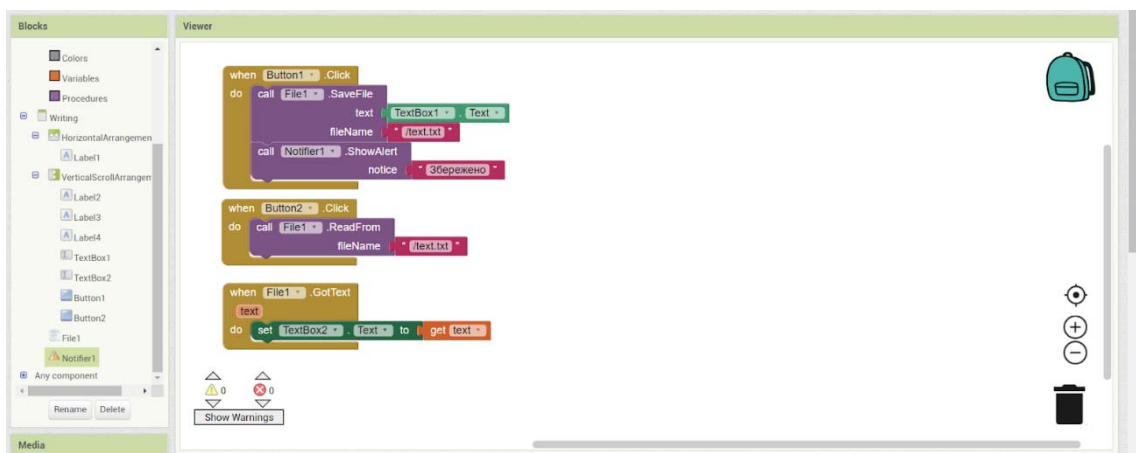 Blocks
Viewer
Colors
Variables
Procedures
Writing
HorizontalArrangemen
Label1
VerticalScrollArrangem
Label2
Label3
Label4
TextBox1
TextBox2
Button1
Button2
File1
Notifier1
Any component
Rename Delete
Media
when Button1 .Click
do call File1 .SaveFile
text TextBox1 . Text
fileName " /text.txt "
call Notifier1 .ShowAlert
notice " Збережено "
when Button2 .Click
do call File1 .ReadFrom
fileName " /text.txt "
when File1 .GotText
text
do set TextBox2 . Text to get text
0 0
Show Warnings